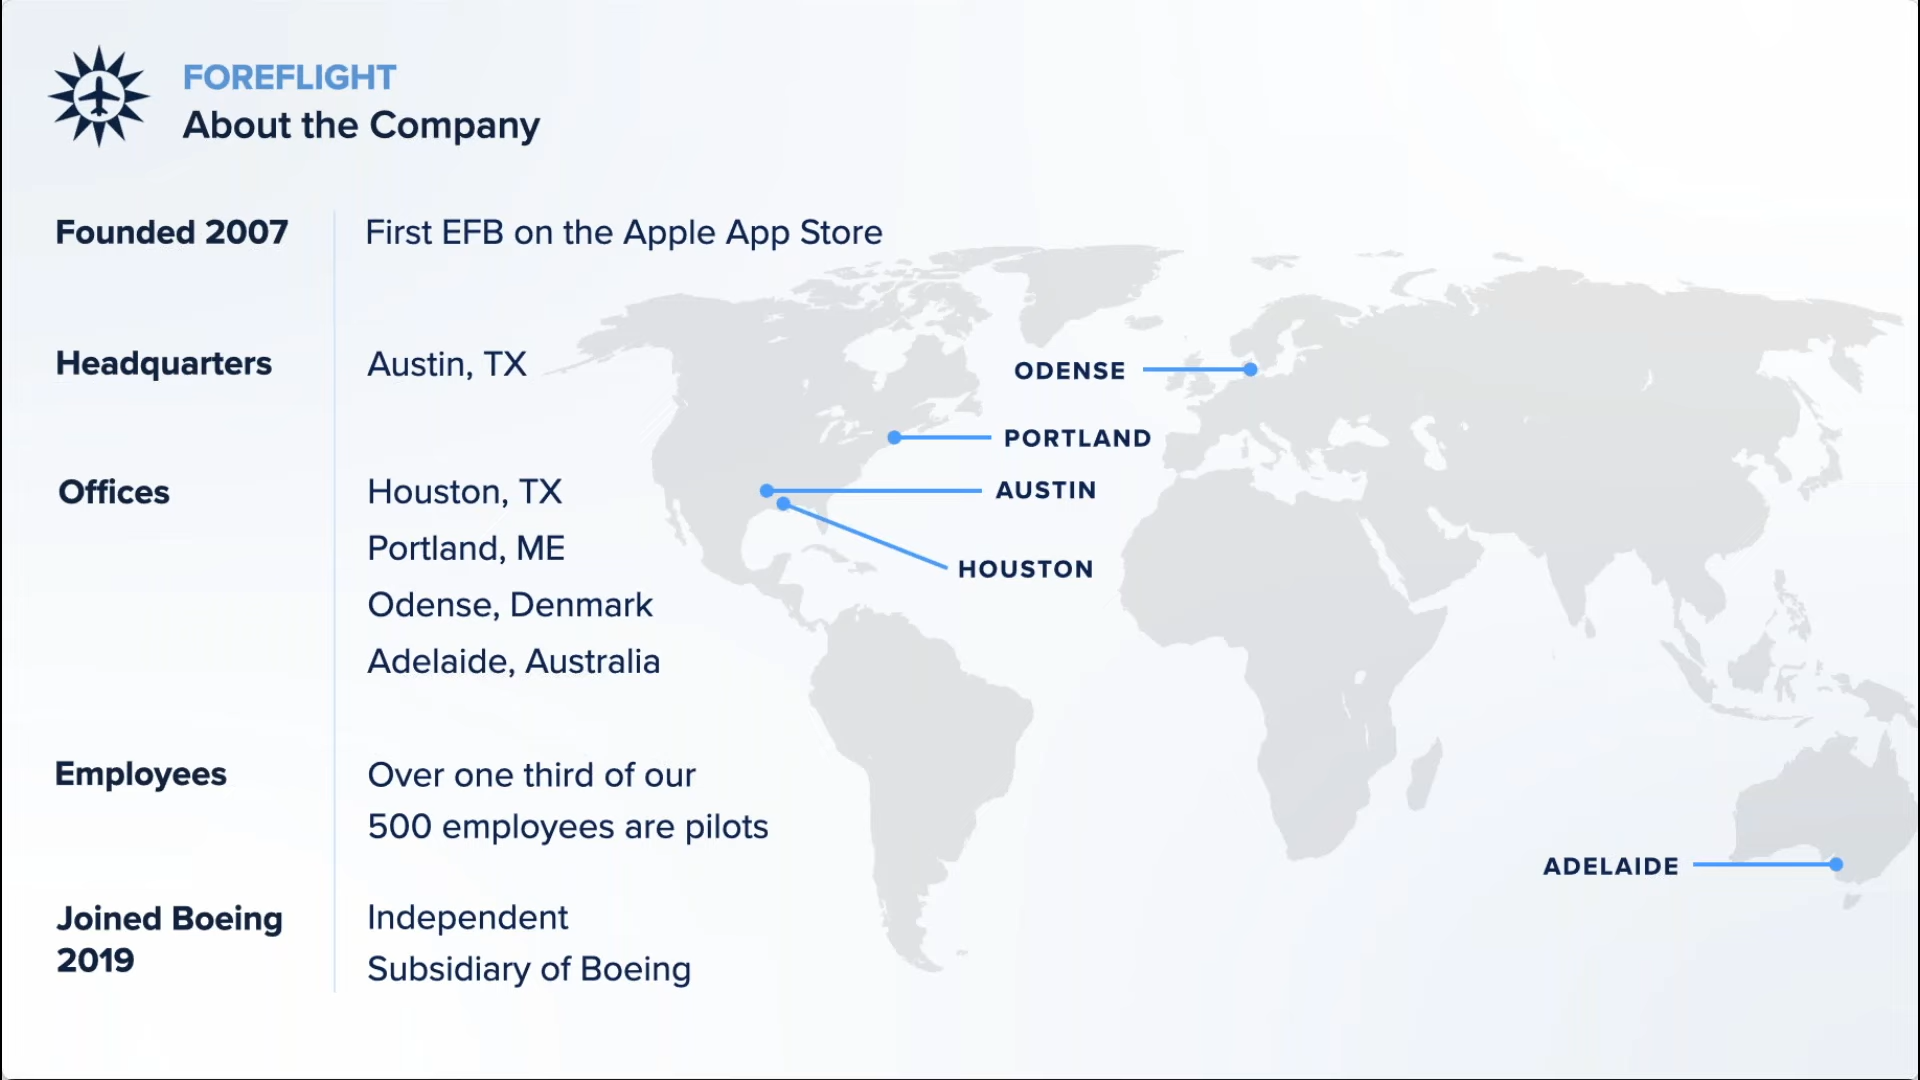 FOREFLIGHT
About the Company
Founded 2007
First EFB on the Apple App Store
Headquarters
Austin, TX
Offices
Houston, TX
Portland, ME
Odense, Denmark
Adelaide, Australia
Employees
Over one third of our
500 employees are pilots
Joined Boeing
2019
Independent
Subsidiary of Boeing
ODENSE
PORTLAND
AUSTIN
HOUSTON
ADELAIDE